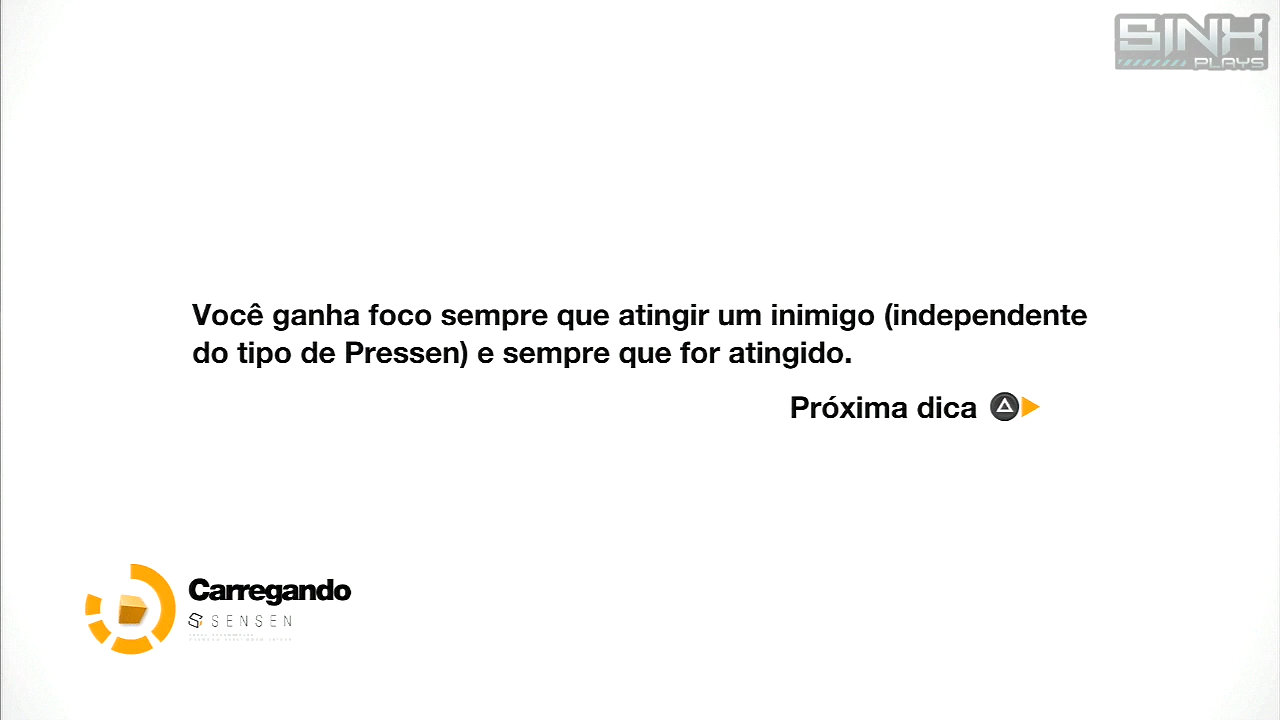 SINX
PLAYS
Você ganha foco sempre que atingir um inimigo (independente
do tipo de Pressen) e sempre que for atingido.
Próxima dica
Carregando
SENSEN